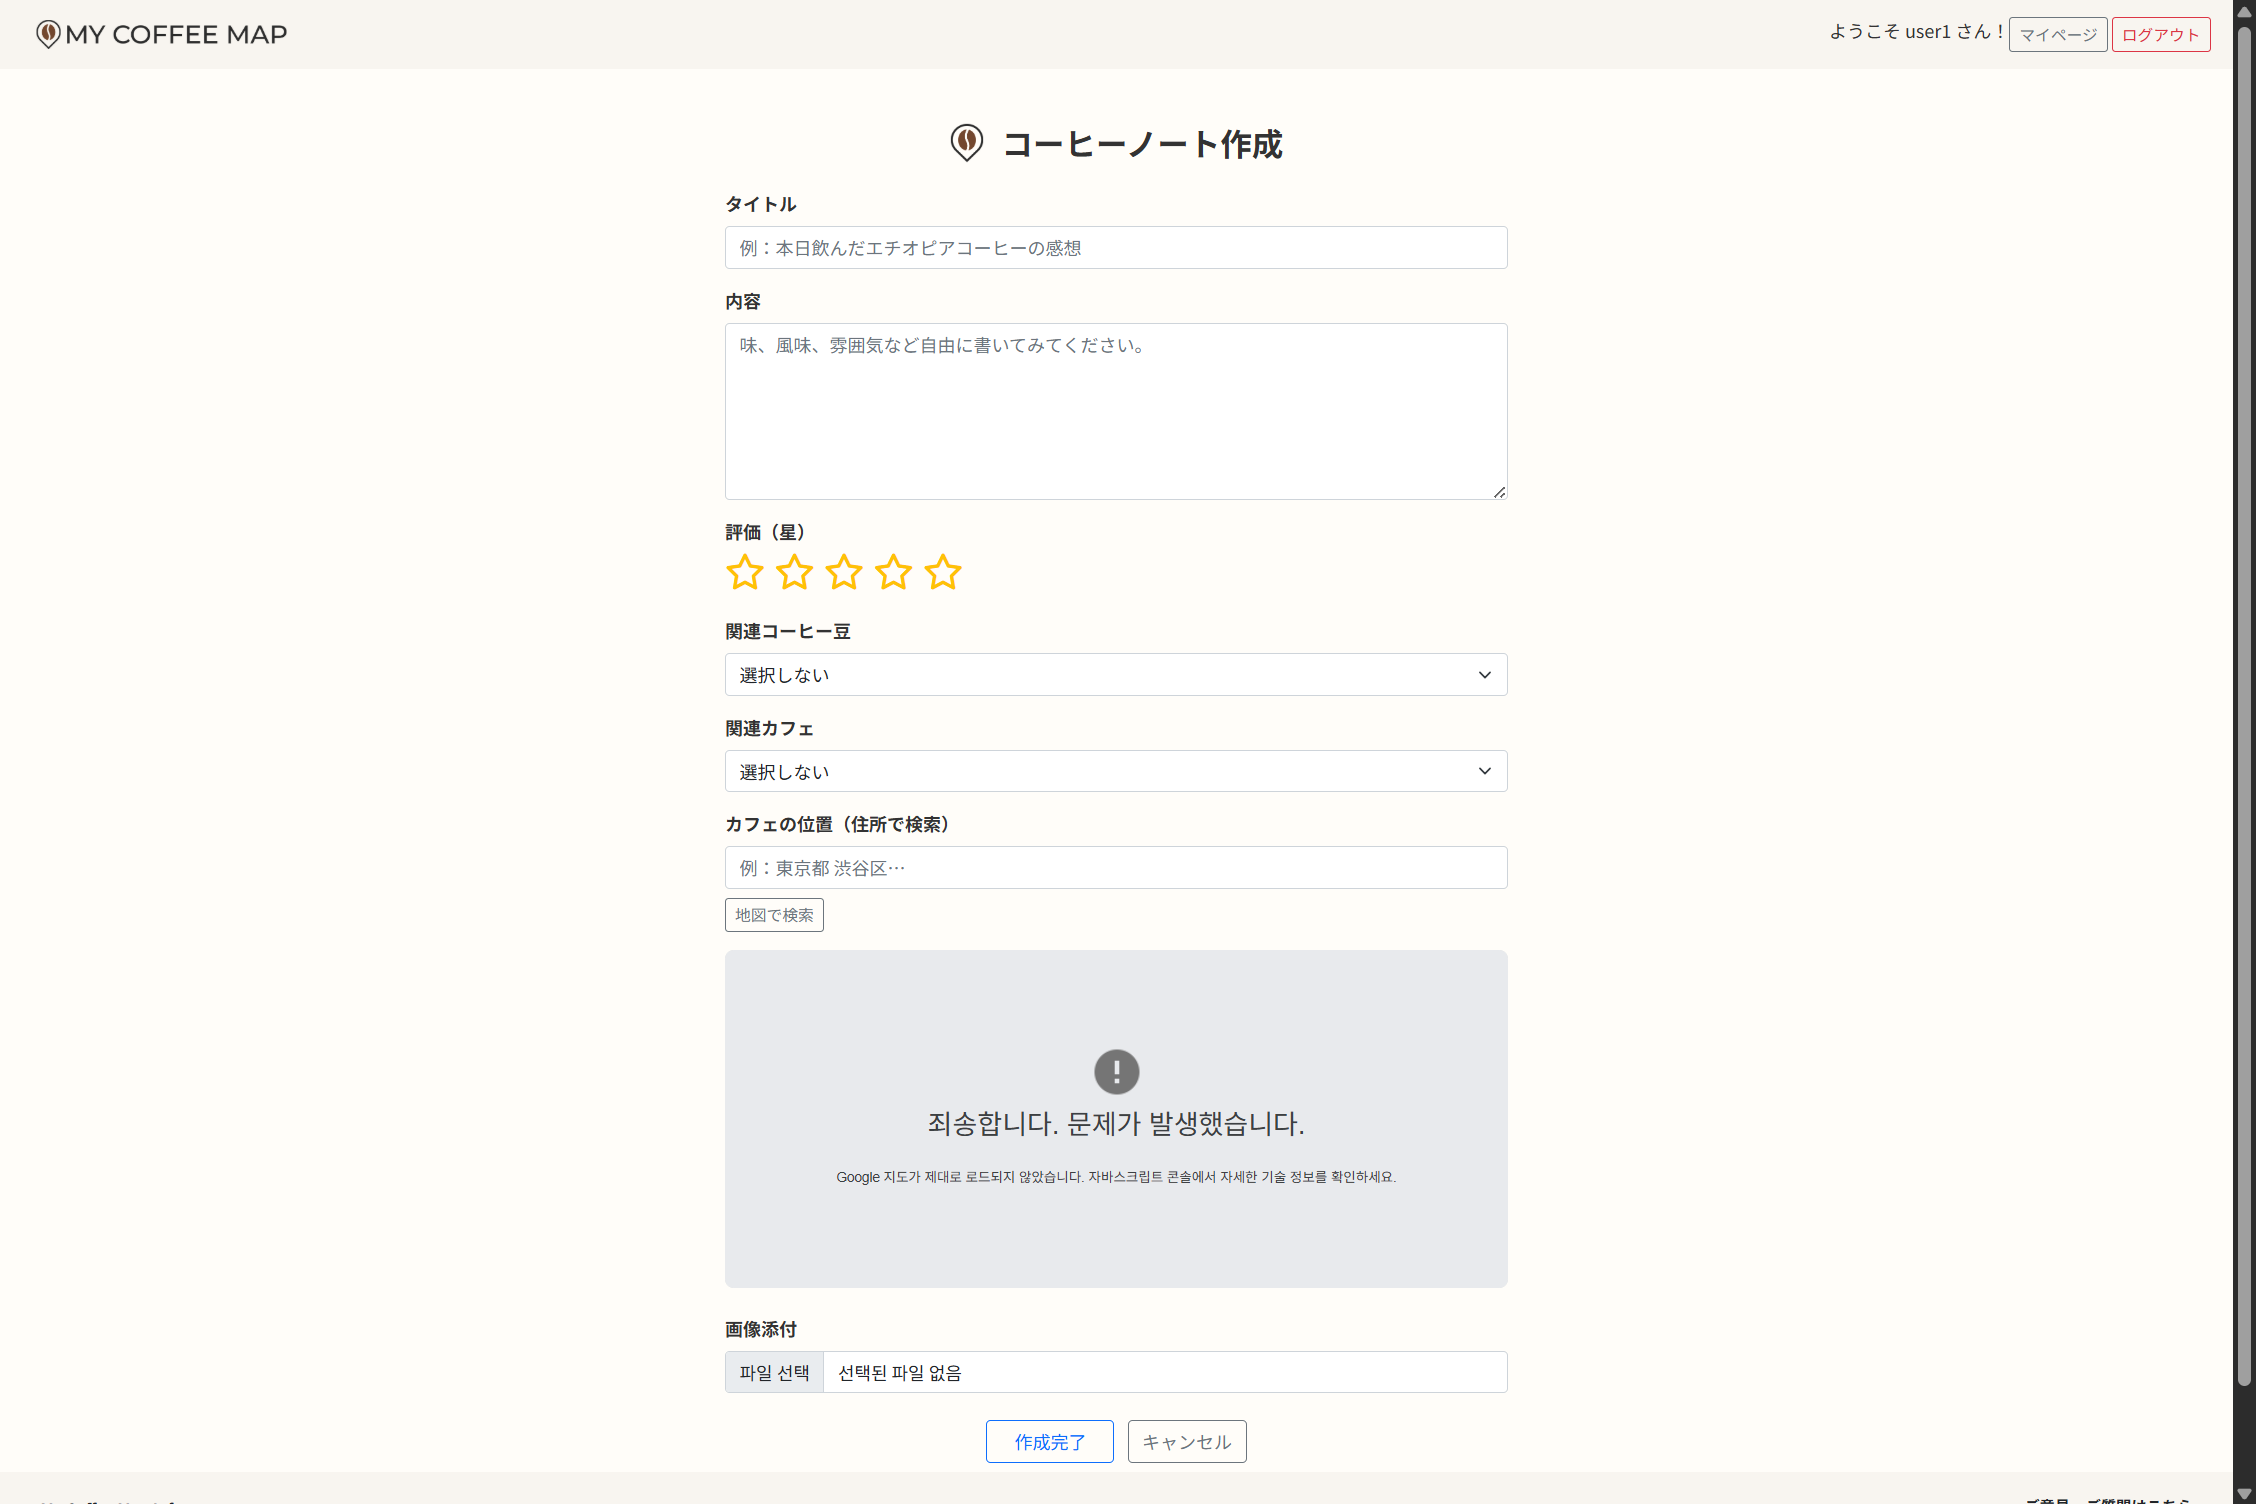 MY COFFEE MAP
ようこそ user1 さん！
マイページ
ログアウト
コーヒーノート作成
タイトル
例：本日飲んだエチオピアコーヒーの感想
内容
味、風味、雰囲気など自由に書いてみてください。
評価（星）
関連コーヒー豆
選択しない
関連カフェ
選択しない
カフェの位置（住所で検索）
例：東京都 渋谷区…
地図で検索
죄송합니다. 문제가 발생했습니다.
Google 지도가 제대로 로드되지 않았습니다. 자바스크립트 콘솔에서 자세한 기술 정보를 확인하세요.
画像添付
파일 선택
선택된 파일 없음
作成完了
キャンセル